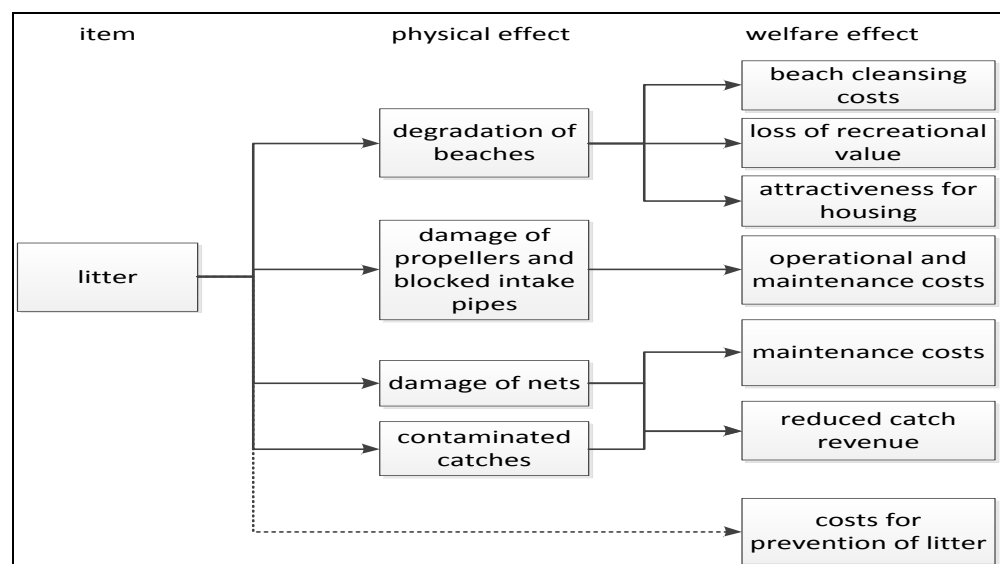 item
physical effect
welfare effect
litter
degradation of
beaches
damage of
propellers and
blocked intake
pipes
damage of nets
contaminated
catches
beach cleansing
costs
loss of recreational
value
attractiveness for
housing
operational and
maintenance costs
maintenance costs
reduced catch
revenue
costs for
prevention of litter